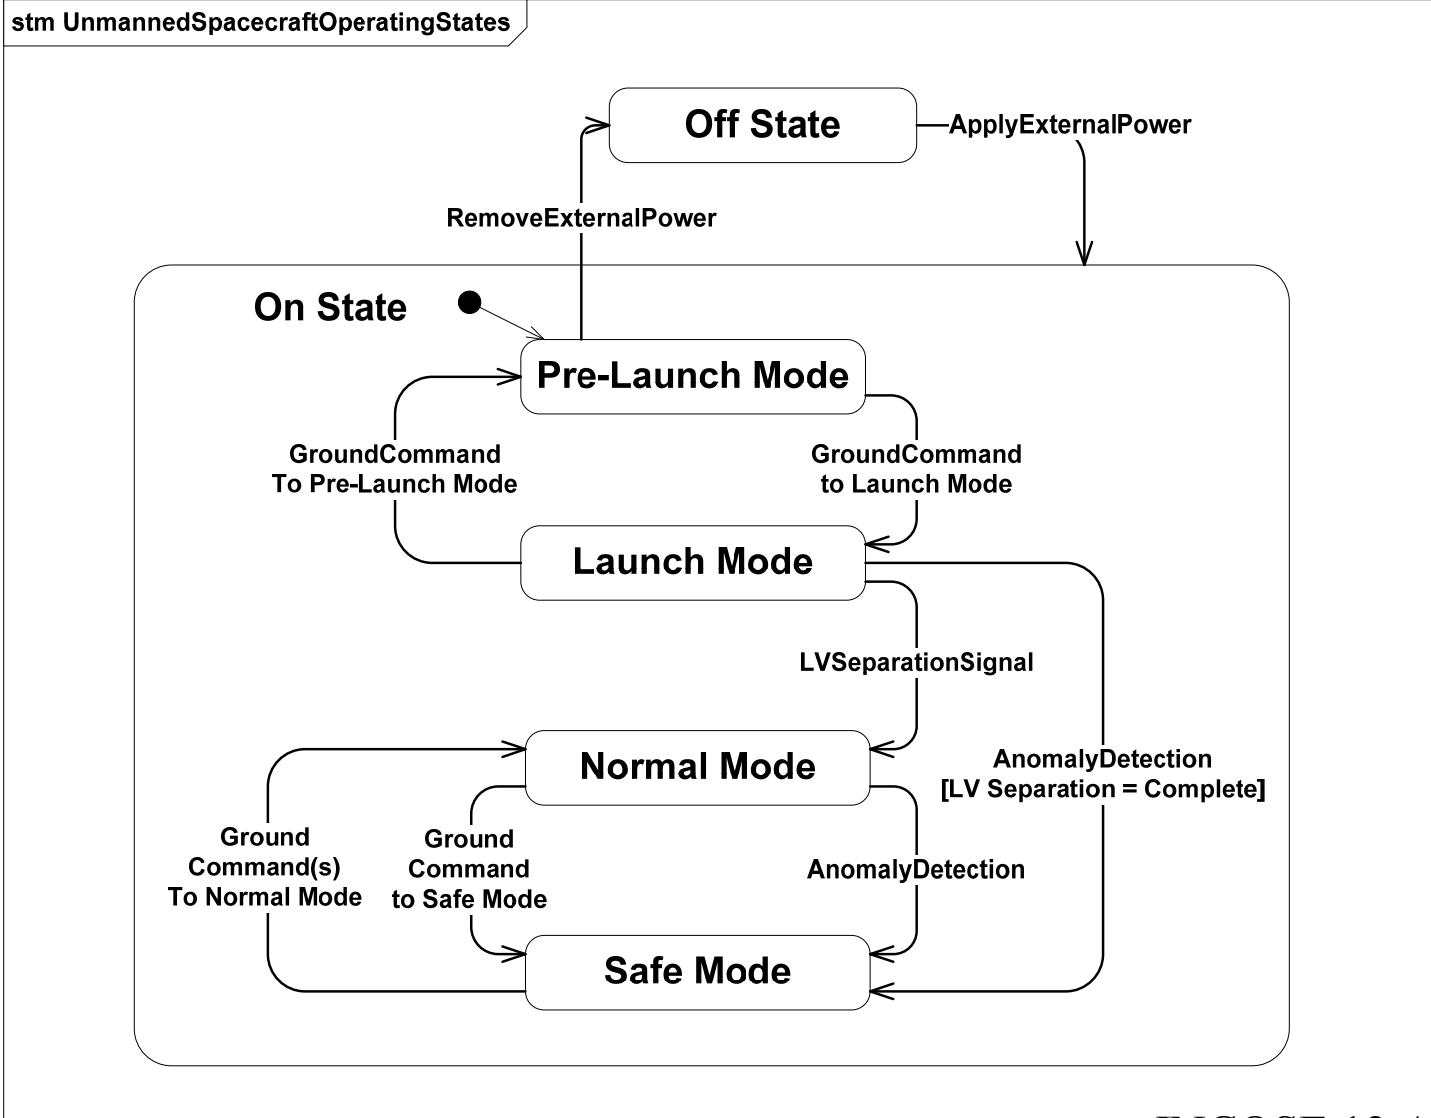 stm UnmannedSpacecraftOperatingStates
Off State
ApplyExternalPower
RemoveExternalPower
On State
Pre-Launch Mode
GroundCommand
To Pre-Launch Mode
GroundCommand
to Launch Mode
Launch Mode
LVSeparationSignal
Normal Mode
AnomalyDetection
[LV Separation = Complete]
Ground
Command(s)
To Normal Mode
Ground
Command
to Safe Mode
AnomalyDetection
Safe Mode